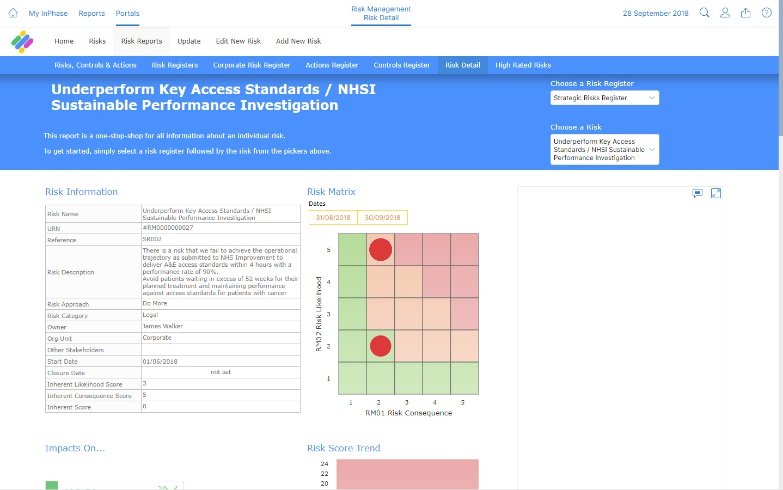 My InPhase Reports Portals
Risk Management
Risk Detail
28 September 2018
Home Risks Risk Reports Update Edit New Risk Add New Risk
Risks, Controls & Actions Risk Registers Corporate Risk Register Actions Register Controls Register Risk Detail High Rated Risks
Underperform Key Access Standards / NHSI
Sustainable Performance Investigation
This report is a one-stop-shop for all information about an individual risk.
To get started, simply select a risk register followed by the risk from the pickers above.
Choose a Risk Register
Strategic Risks Register
Choose a Risk
Underperform Key Access
Standards / NHSI Sustainable
Performance Investigation
Risk Information
Risk Name Underperform Key Access Standards / NHSI
Sustainable Performance Investigation
URN #RM0000000027
Reference SR002
Risk Description
There is a risk that we fail to achieve the operational
trajectory as submitted to NHS Improvement to
deliver A&E access standards within 4 hours with a
performance rate of 90%.
Avoid patients waiting in excess of 52 weeks for their
planned treatment and maintaining performance
against access standards for patients with cancer
Risk Approach Do More
Risk Category Legal
Owner James Walker
Org Unit Corporate
Other Stakeholders
Start Date 01/06/2018
Closure Date not set
Inherent Likelihood Score 3
Inherent Consequence Score 5
Inherent Score
Risk Matrix
Dates
31/08/2018 30/09/2018
RM02 Risk Likelihood
5
4
3
2
1
1 2 3 4 5
RM01 Risk Consequence
Impacts On...
Risk Score Trend
24
22
20